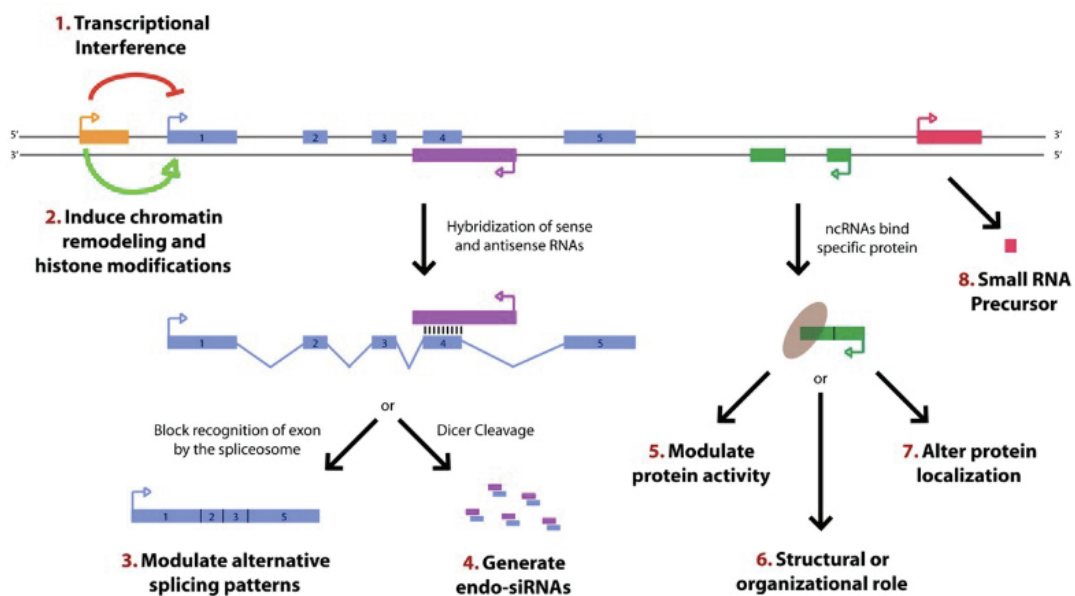 1. Transcriptional
Interference
5'
1
2
3
4
5
3'
3'
5'
2. Induce chromatin
remodeling and
histone modifications
Hybridization of sense
and antisense RNAs
ncRNAs bind
specific protein
8. Small RNA
Precursor
1
2
3
4
5
or
or
Block recognition of exon
by the spliceosome
Dicer Cleavage
5. Modulate
protein activity
7. Alter protein
localization
1 2 3 5
3. Modulate alternative
splicing patterns
4. Generate
endo-siRNAs
6. Structural or
organizational role